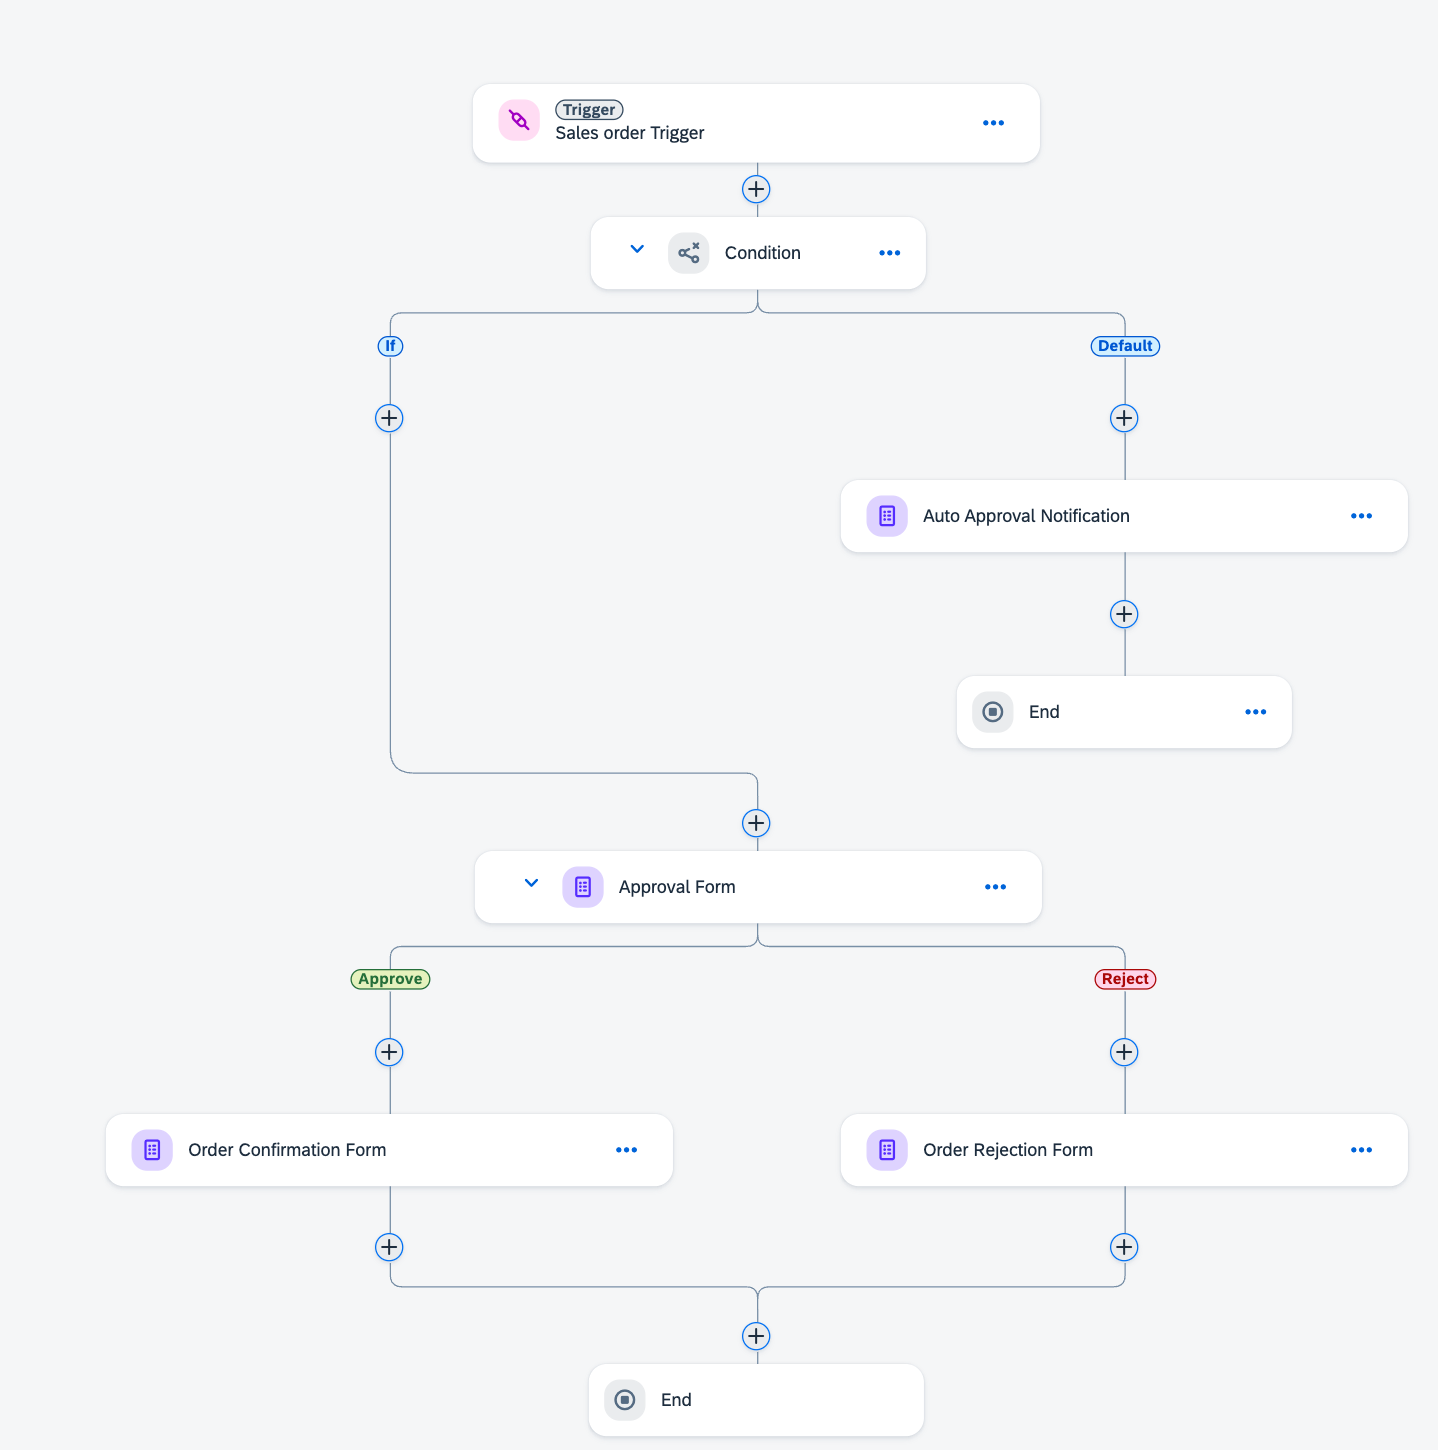 Trigger
Sales order Trigger
Condition
If
Default
Auto Approval Notification
End
Approval Form
Approve
Reject
Order Confirmation Form
Order Rejection Form
End